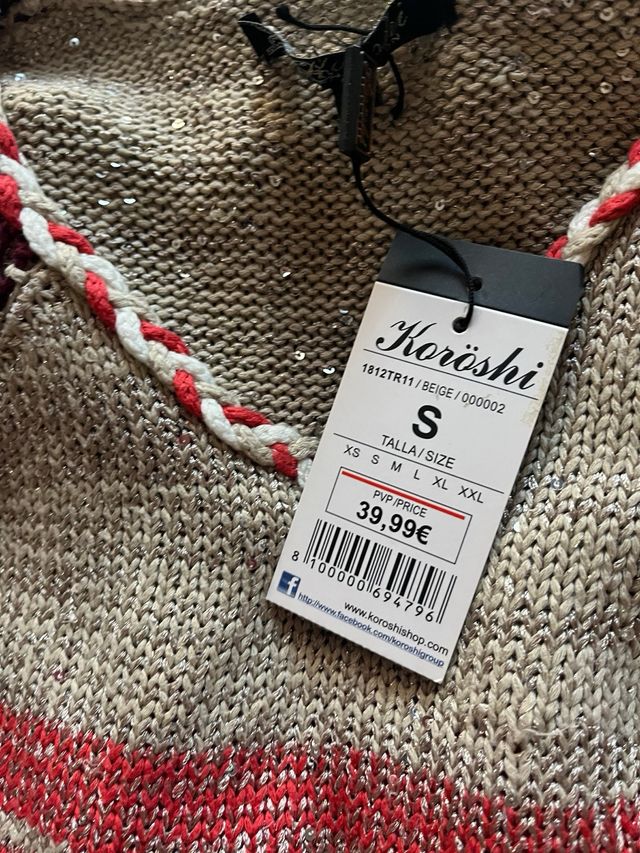 Koröshi
1812TR11 / BEIGE / 000002
S
TALLA/SIZE
XS S M L XL XXL
PVP/PRICE
39,99€
8 100000 694796
www.koroshishop.com
f http://www.facebook.com/koroshigroup